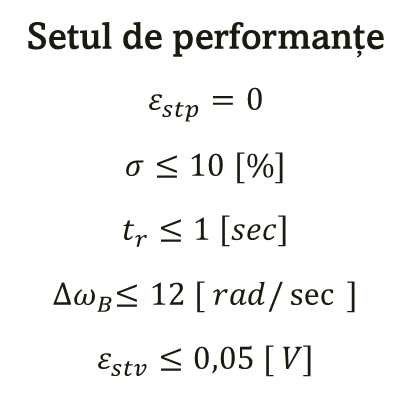 Setul de performanțe
ε_stp = 0
σ ≤ 10 [%]
t_r ≤ 1 [sec]
Δω_B ≤ 12 [ rad/ sec ]
ε_stv ≤ 0,05 [ V]